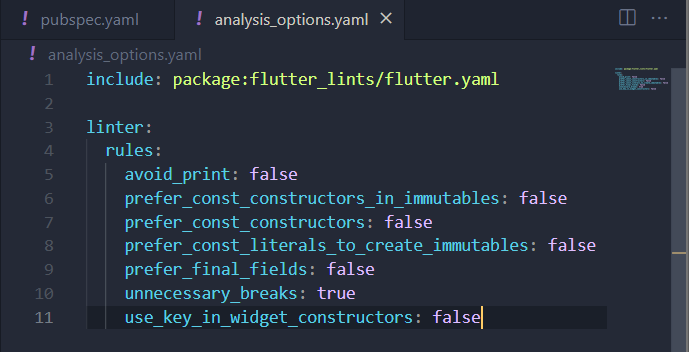 ! pubspec.yaml
! analysis_options.yaml ×
! analysis_options.yaml
1 include: package:flutter_lints/flutter.yaml
2
3 linter:
4   rules:
5     avoid_print: false
6     prefer_const_constructors_in_immutables: false
7     prefer_const_constructors: false
8     prefer_const_literals_to_create_immutables: false
9     prefer_final_fields: false
10     unnecessary_breaks: true
11     use_key_in_widget_constructors: false